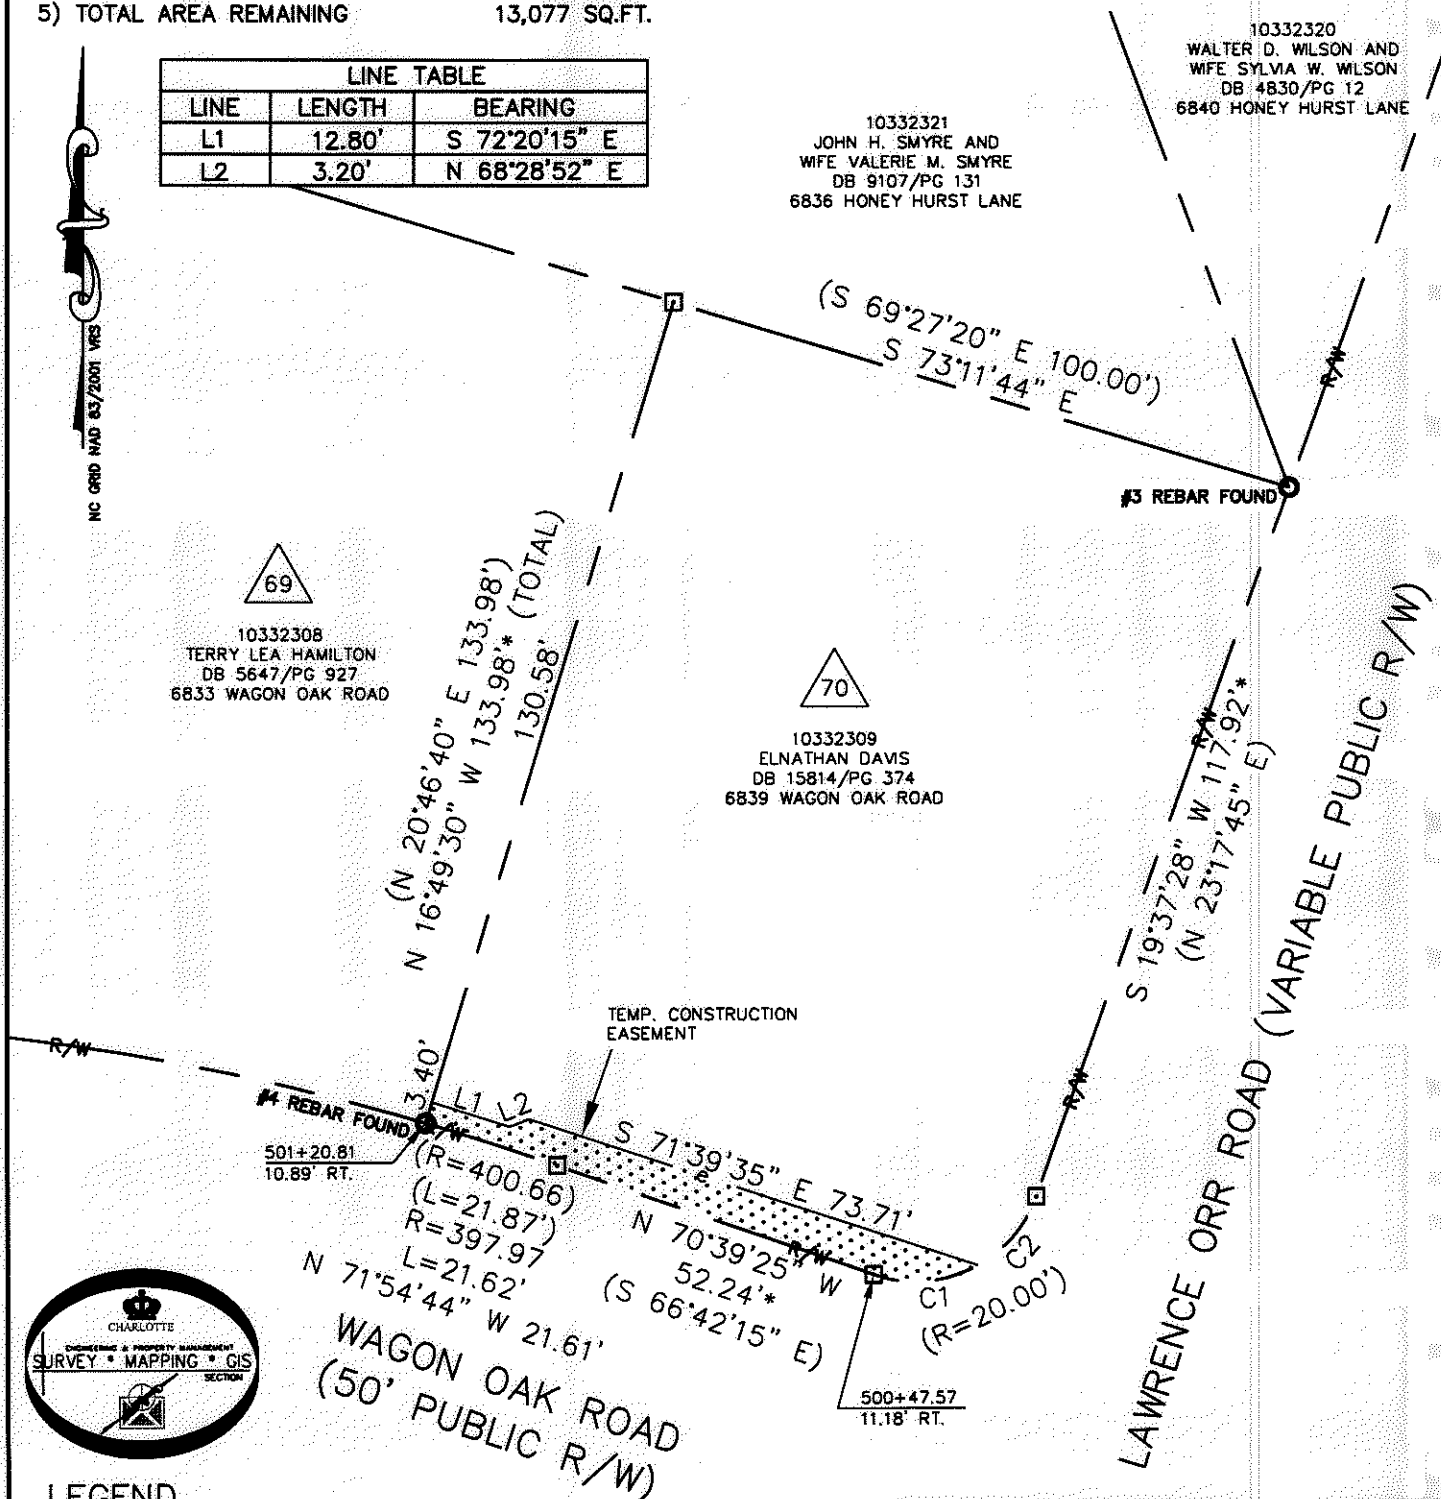 5) TOTAL AREA REMAINING 13,077 SQ.FT.
LINE TABLE
LINE LENGTH BEARING
L1 12.80' S 72°20'15" E
L2 3.20' N 68°28'52" E
10332320
WALTER D. WILSON AND
WIFE SYLVIA W. WILSON
DB 4830/PG 12
6840 HONEY HURST LANE
10332321
JOHN H. SMYRE AND
WIFE VALERIE M. SMYRE
DB 9107/PG 131
6836 HONEY HURST LANE
NC GRID NAD 83/2001 VRS
(S 69°27'20" E 100.00')
S 73°11'44" E
R/W
#3 REBAR FOUND
69
10332308
TERRY LEA HAMILTON
DB 5647/PG 927
6833 WAGON OAK ROAD
(N 20°46'40" E 133.98')
N 16°49'30" W 133.98'* (TOTAL)
130.58'
70
10332309
ELNATHAN DAVIS
DB 15814/PG 374
6839 WAGON OAK ROAD
R/W
S 19°37'28" W 117.92'*
(N 23°17'45" E)
LAWRENCE ORR ROAD (VARIABLE PUBLIC R/W)
R/W
TEMP. CONSTRUCTION
EASEMENT
R/W
3.40'
L1
L2
#4 REBAR FOUND
R/W
501+20.81
10.89' RT.
(R=400.66)
(L=21.87')
R=397.97
L=21.62'
N 71°54'44" W 21.61'
S 71°39'35" E 73.71'
E
N 70°39'25" W
R/W
52.24'*
(S 66°42'15" E)
C1
C2
(R=20.00')
500+47.57
11.18' RT.
WAGON OAK ROAD
(50' PUBLIC R/W)
CHARLOTTE
ENGINEERING & PROPERTY MANAGEMENT
SURVEY * MAPPING * GIS
SECTION
LEGEND